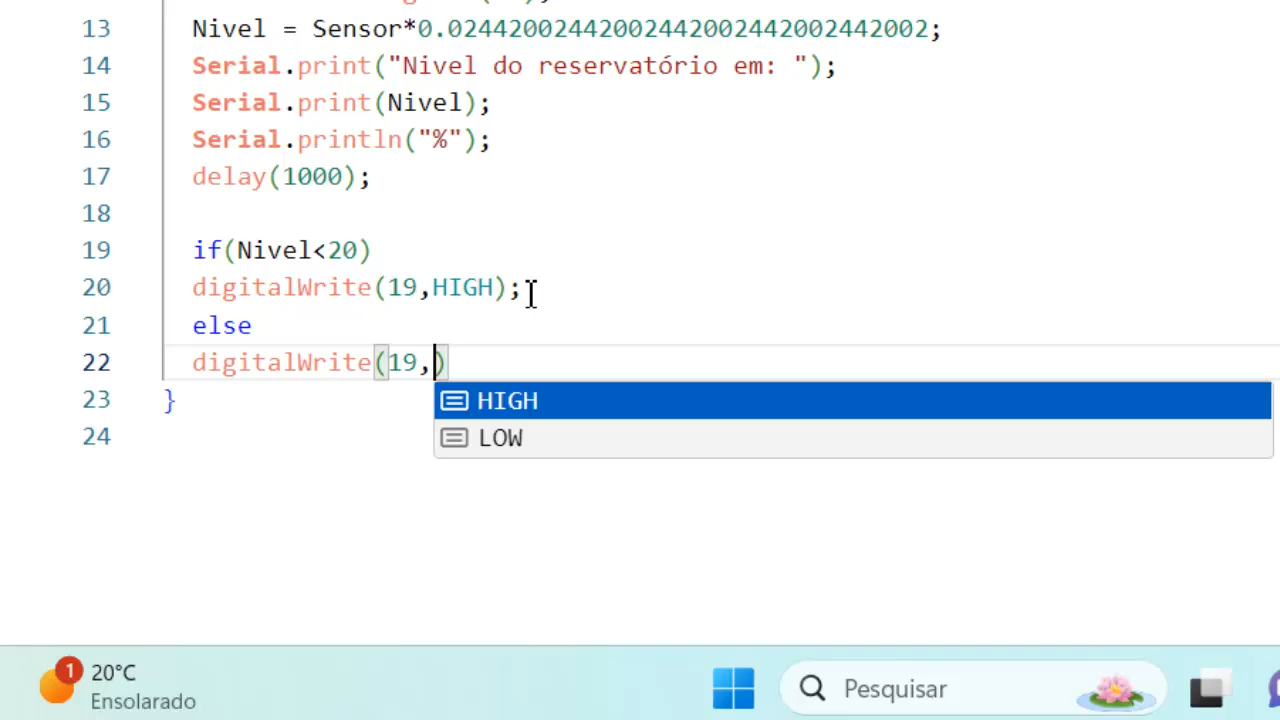 13 Nivel = Sensor*0.024420024420024420024420024420​02;
14 Serial.print("Nivel do reservatório em: ");
15 Serial.print(Nivel);
16 Serial.println("%");
17 delay(1000);
18
19 if(Nivel<20)
20 digitalWrite(19,HIGH);
21 else
22 digitalWrite(19,)
HIGH
23 }
LOW
24
1
20°C
Ensolarado
Pesquisar